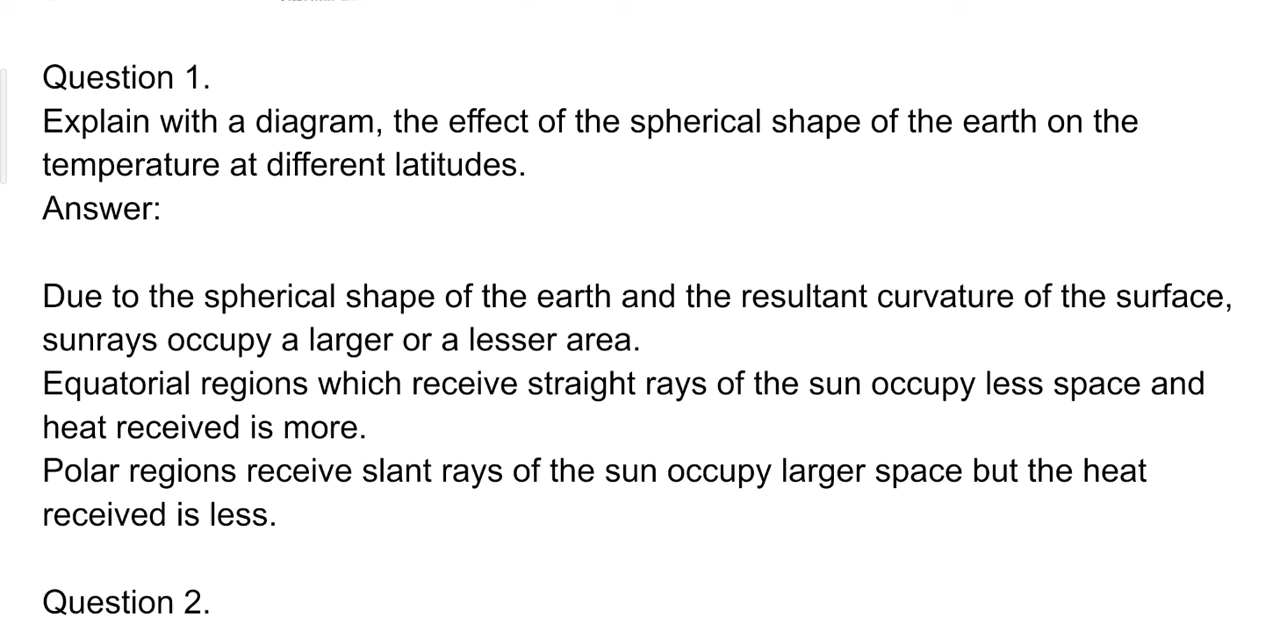 Question 1.
Explain with a diagram, the effect of the spherical shape of the earth on the
temperature at different latitudes.
Answer:
Due to the spherical shape of the earth and the resultant curvature of the surface,
sunrays occupy a larger or a lesser area.
Equatorial regions which receive straight rays of the sun occupy less space and
heat received is more.
Polar regions receive slant rays of the sun occupy larger space but the heat
received is less.
Question 2.